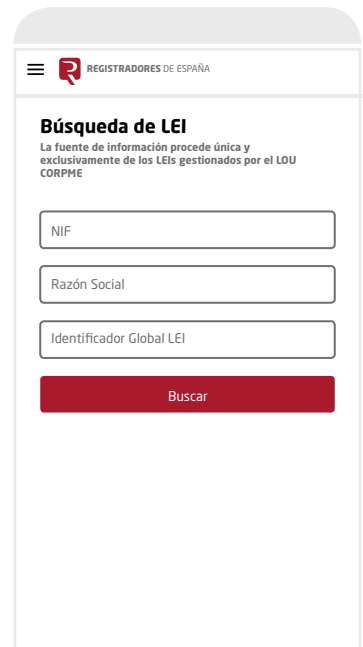 REGISTRADORES DE ESPAÑA
Búsqueda de LEI
La fuente de información procede única y
exclusivamente de los LEIs gestionados por el LOU
CORPME
NIF
Razón Social
Identificador Global LEI
Buscar